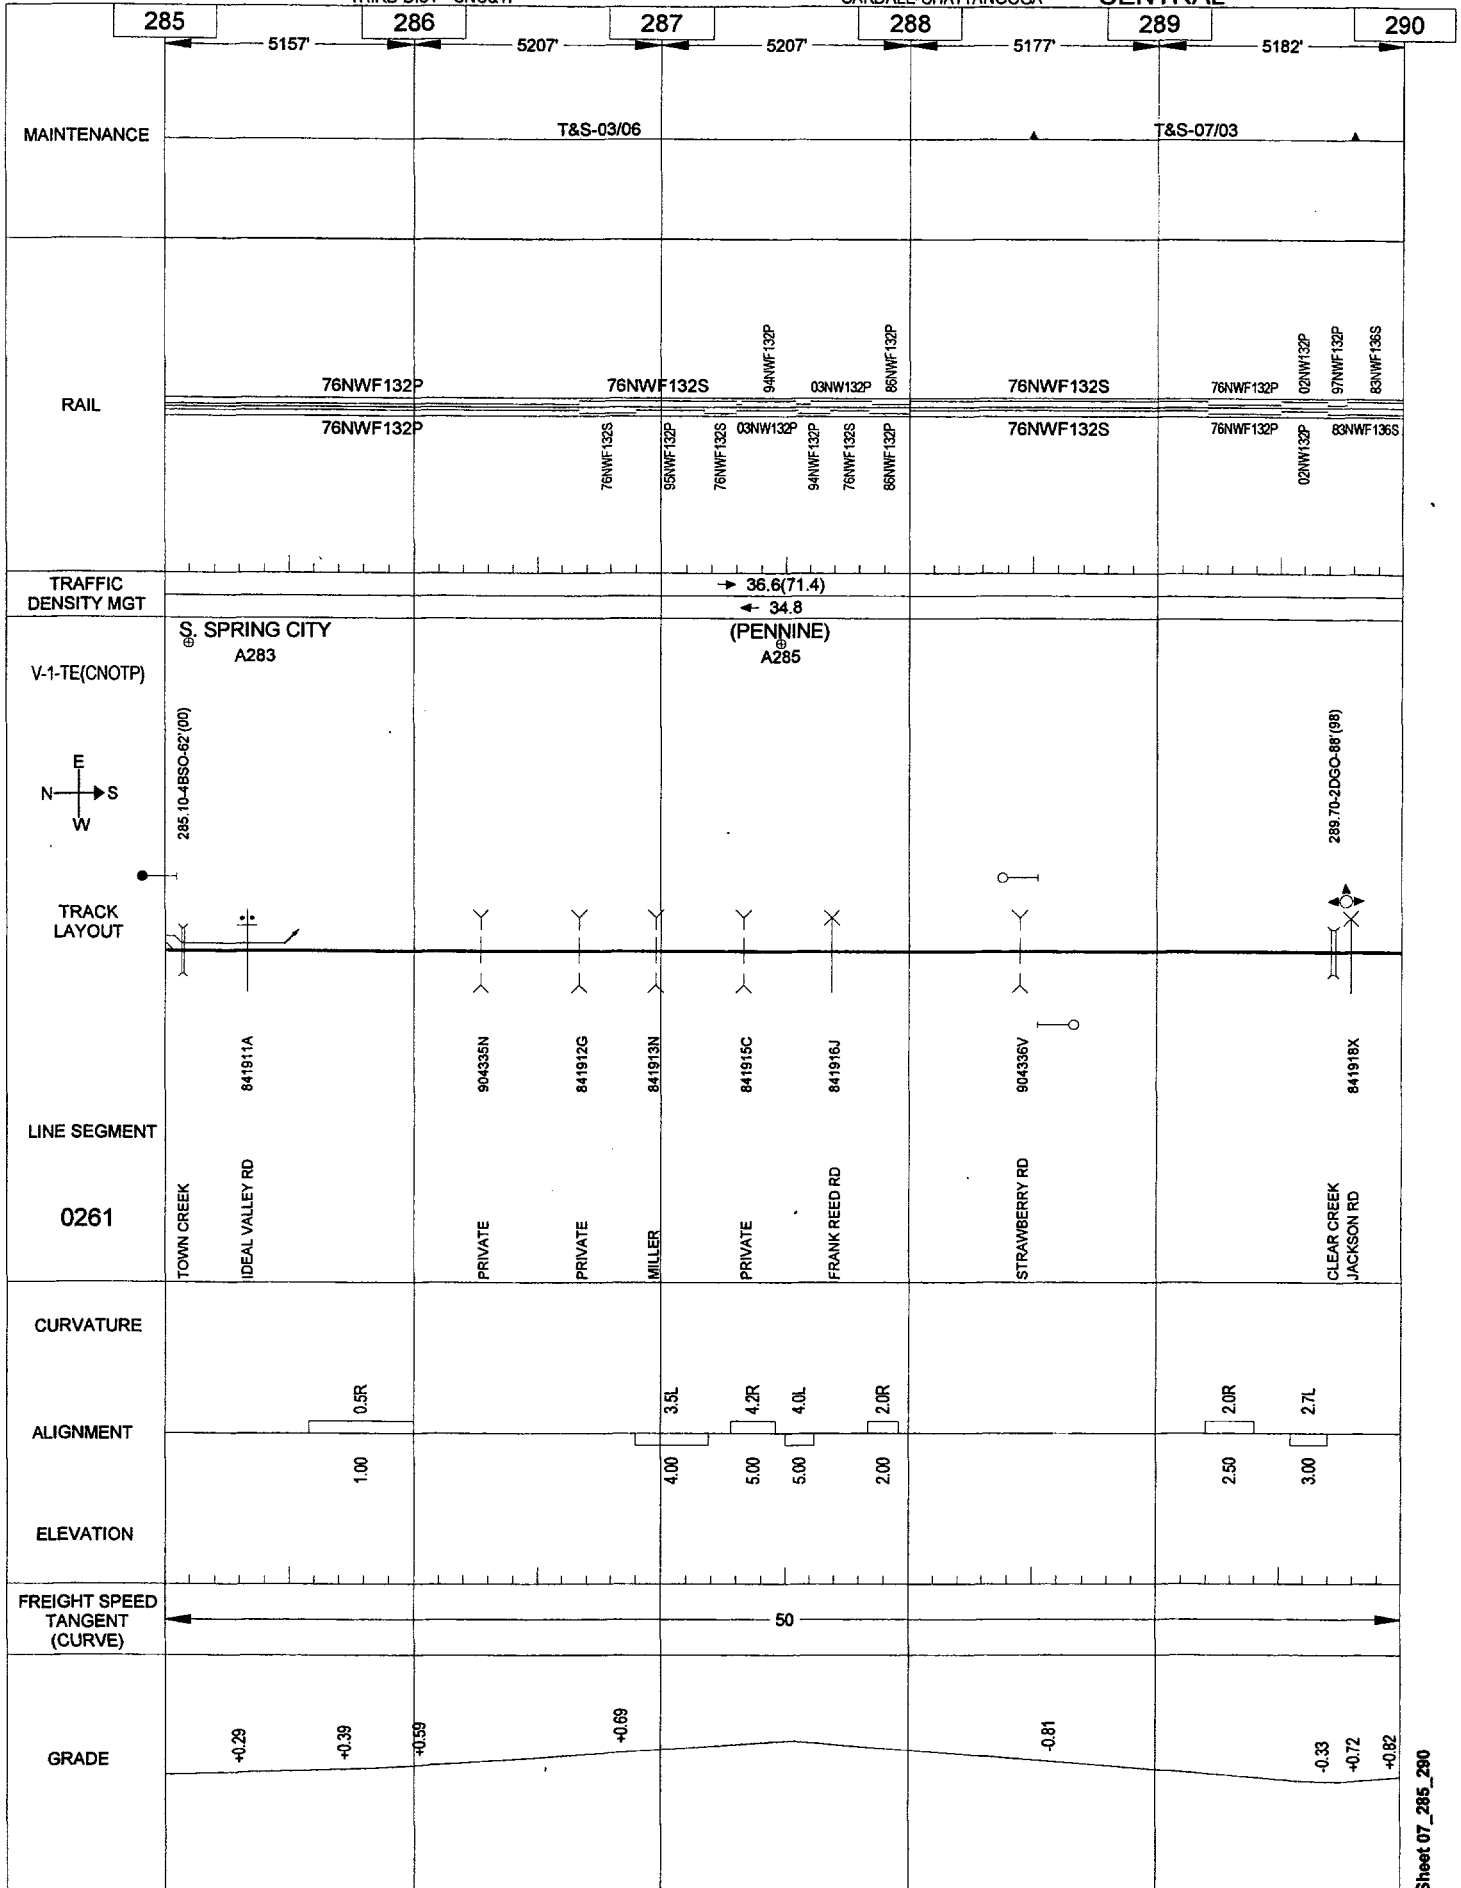 CENTRAL
285 286 287 288 289 290
5157' 5207' 5207' 5177' 5182'
MAINTENANCE
T&S-03/06 T&S-07/03
RAIL
94NWF132P 86NWF132P 02NW132P 97NWF132P 83NWF136S
76NWF132P 76NWF132S 03NW132P 76NWF132S 76NWF132P
76NWF132P 03NW132P 76NWF132S 76NWF132P 83NWF136S
76NWF132S 95NWF132P 76NWF132S 94NWF132P 76NWF132S 86NWF132P 02NW132P
TRAFFIC
DENSITY MGT
36.6(71.4)
34.8
S. SPRING CITY (PENNINE)
A283 A285
V-1-TE(CNOTP)
285.10-4BSO-62'(00)
289.70-2DGO-88'(98)
E
N S
W
TRACK
LAYOUT
841911A 904335N 841912G 841913N 841915C 841916J 904336V 841918X
LINE SEGMENT
0261
TOWN CREEK
IDEAL VALLEY RD
PRIVATE
PRIVATE
MILLER
PRIVATE
FRANK REED RD
STRAWBERRY RD
CLEAR CREEK
JACKSON RD
CURVATURE
0.5R 3.5L 4.2R 4.0L 2.0R 2.0R 2.7L
ALIGNMENT
1.00 4.00 5.00 5.00 2.00 2.50 3.00
ELEVATION
FREIGHT SPEED
TANGENT
(CURVE)
50
GRADE
+0.29 +0.39 +0.59 +0.69 -0.81 -0.33 +0.72 +0.82
Sheet 07_285_290